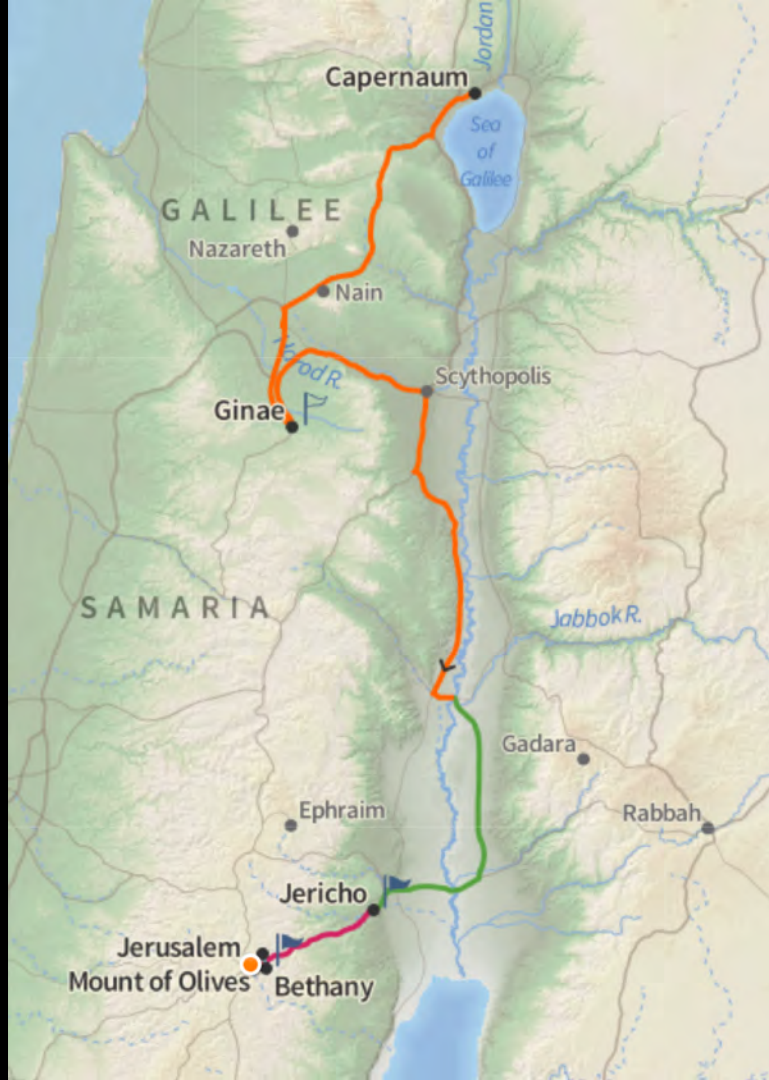 Jordan
Capernaum
Sea
of
Galilee
GALILEE
Nazareth
Nain
Harod R.
Scythopolis
Ginae
SAMARIA
Jabbok R.
Gadara
Ephraim
Rabbah
Jericho
Jerusalem
Mount of Olives
Bethany